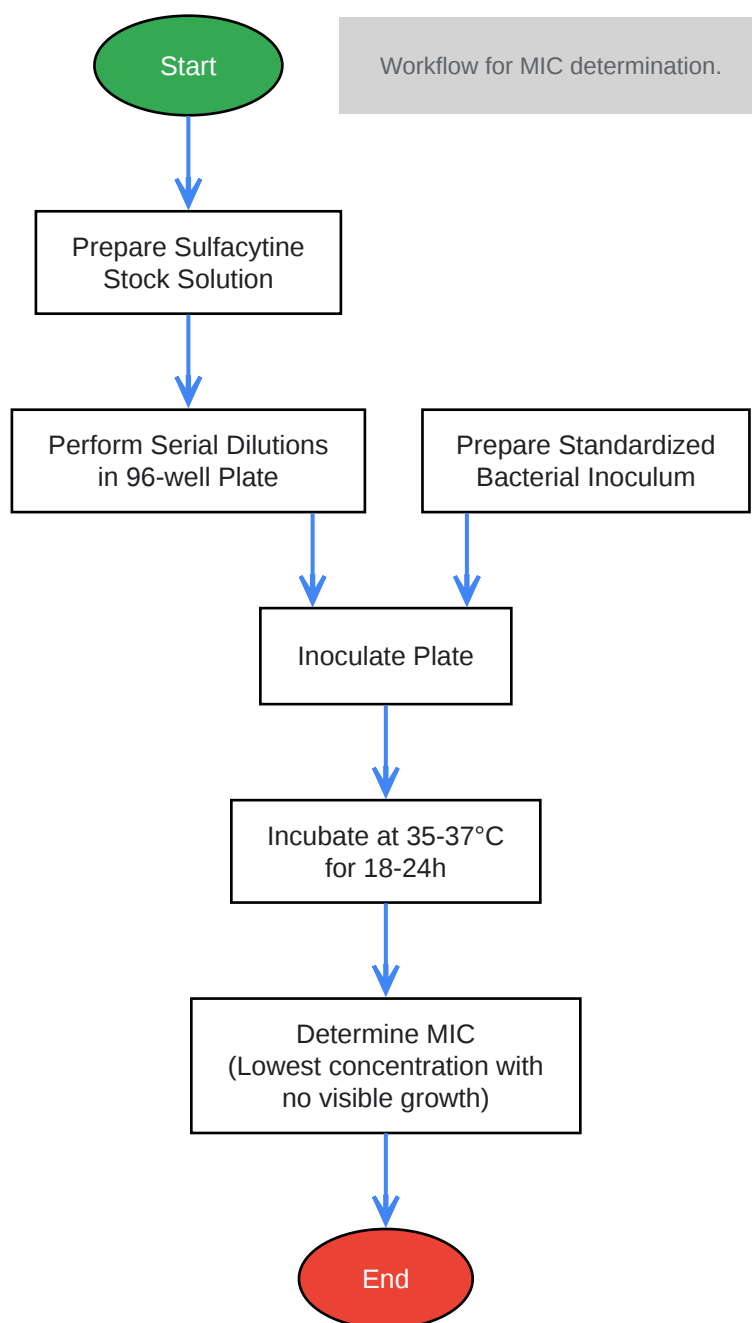 Start
Workflow for MIC determination.
Prepare Sulfacytine
Stock Solution
Perform Serial Dilutions
in 96-well Plate
Prepare Standardized
Bacterial Inoculum
Inoculate Plate
Incubate at 35-37°C
for 18-24h
Determine MIC
(Lowest concentration with
no visible growth)
End